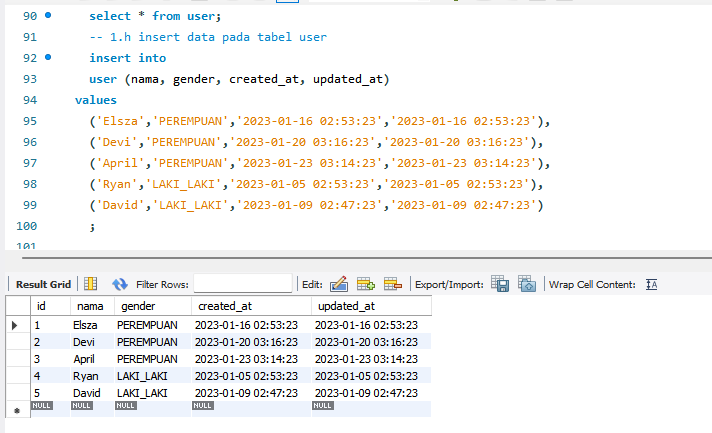 90 select * from user;
91 -- 1.h insert data pada tabel user
92 insert into
93 user (nama, gender, created_at, updated_at)
94 values
95 ('Elsza','PEREMPUAN','2023-01-16 02:53:23','2023-01-16 02:53:23'),
96 ('Devi','PEREMPUAN','2023-01-20 03:16:23','2023-01-20 03:16:23'),
97 ('April','PEREMPUAN','2023-01-23 03:14:23','2023-01-23 03:14:23'),
98 ('Ryan','LAKI_LAKI','2023-01-05 02:53:23','2023-01-05 02:53:23'),
99 ('David','LAKI_LAKI','2023-01-09 02:47:23','2023-01-09 02:47:23')
100 ;
101
Result Grid Filter Rows: Edit: Export/Import: Wrap Cell Content:
id nama gender created_at updated_at
1 Elsza PEREMPUAN 2023-01-16 02:53:23 2023-01-16 02:53:23
2 Devi PEREMPUAN 2023-01-20 03:16:23 2023-01-20 03:16:23
3 April PEREMPUAN 2023-01-23 03:14:23 2023-01-23 03:14:23
4 Ryan LAKI_LAKI 2023-01-05 02:53:23 2023-01-05 02:53:23
5 David LAKI_LAKI 2023-01-09 02:47:23 2023-01-09 02:47:23
NULL NULL NULL NULL NULL